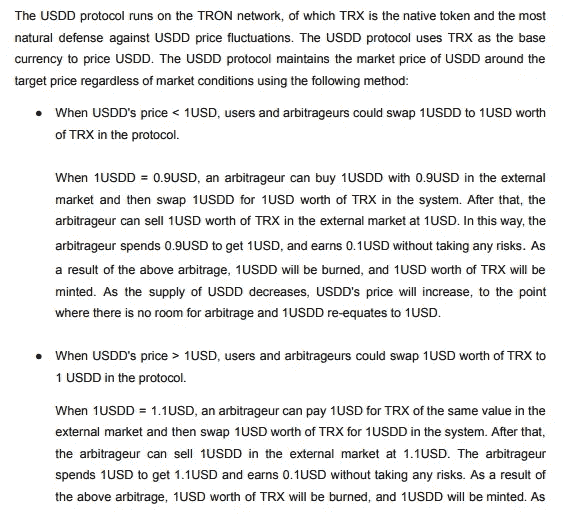 The USDD protocol runs on the TRON network, of which TRX is the native token and the most
natural defense against USDD price fluctuations. The USDD protocol uses TRX as the base
currency to price USDD. The USDD protocol maintains the market price of USDD around the
target price regardless of market conditions using the following method:
● When USDD's price < 1USD, users and arbitrageurs could swap 1USDD to 1USD worth
of TRX in the protocol.
When 1USDD = 0.9USD, an arbitrageur can buy 1USDD with 0.9USD in the external
market and then swap 1USDD for 1USD worth of TRX in the system. After that, the
arbitrageur can sell 1USD worth of TRX in the external market at 1USD. In this way, the
arbitrageur spends 0.9USD to get 1USD, and earns 0.1USD without taking any risks. As
a result of the above arbitrage, 1USDD will be burned, and 1USD worth of TRX will be
minted. As the supply of USDD decreases, USDD's price will increase, to the point
where there is no room for arbitrage and 1USDD re-equates to 1USD.
● When USDD's price > 1USD, users and arbitrageurs could swap 1USD worth of TRX to
1 USDD in the protocol.
When 1USDD = 1.1USD, an arbitrageur can pay 1USD for TRX of the same value in the
external market and then swap 1USD worth of TRX for 1USDD in the system. After that,
the arbitrageur can sell 1USDD in the external market at 1.1USD. The arbitrageur
spends 1USD to get 1.1USD and earns 0.1USD without taking any risks. As a result of
the above arbitrage, 1USD worth of TRX will be burned, and 1USDD will be minted. As